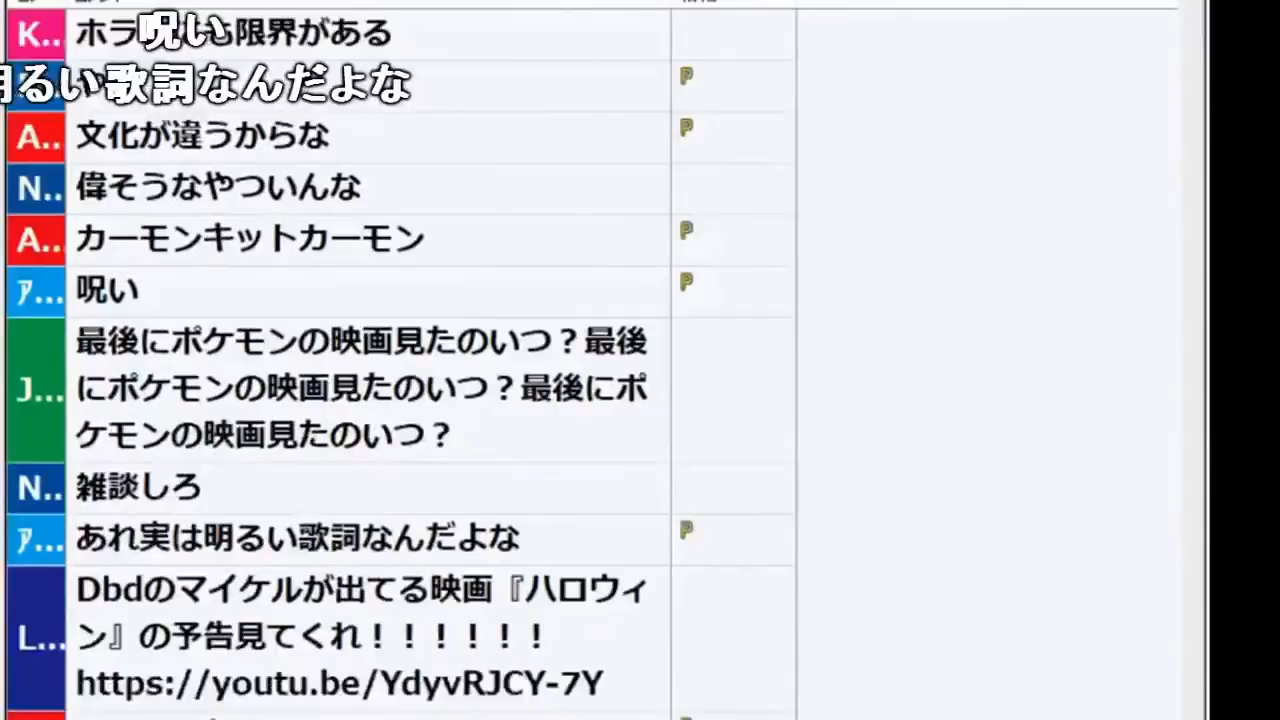 K.. ホラ
呪い
限界がある
明るい歌詞なんだよな
A.. 文化が違うからな
N.. 偉そうなやついんな
A... カーモンキットカーモン
ア... 呪い
J... 最後にポケモンの映画見たのいつ？最後
にポケモンの映画見たのいつ？最後にポ
ケモンの映画見たのいつ？
N.. 雑談しろ
ア... あれ実は明るい歌詞なんだよな
L... Dbdのマイケルが出てる映画『ハロウィ
ン』の予告見てくれ！！！！！！
https://youtu.be/YdyvRJCY-7Y